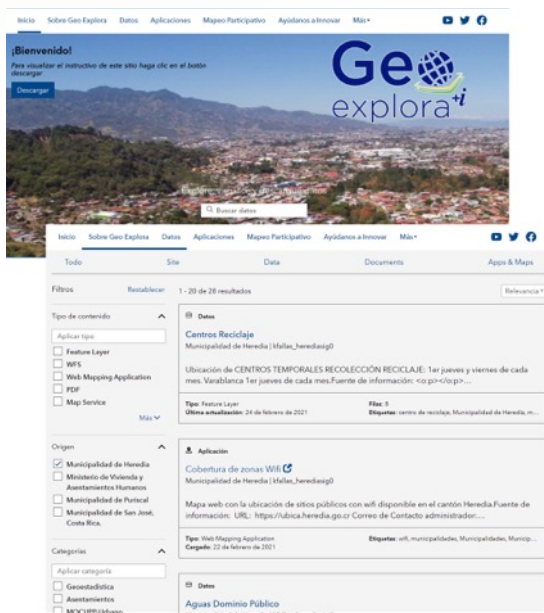 Inicio Sobre Geo Explora Datos Aplicaciones Mapeo Participativo Ayúdanos a Innovar Más
¡Bienvenido!
Para visualizar el instructivo de este sitio haga clic en el botón
descargar
Descargar
Geo
explora+i
Buscar datos
Inicio Sobre Geo Explora Datos Aplicaciones Mapeo Participativo Ayúdanos a Innovar Más
Todo Site Data Documents Apps & Maps
Filtros Restablecer
1 - 20 de 28 resultados
Relevancia
Tipo de contenido
Aplicar tipo
Feature Layer
WFS
Web Mapping Application
PDF
Map Service
Más
Origen
Municipalidad de Heredia
Ministerio de Vivienda y
Asentamientos Humanos
Municipalidad de Puriscal
Municipalidad de San José,
Costa Rica.
Categorías
Aplicar categoría
Geoestadística
Asentamientos
MOCUPP-Urbano
Datos
Centros Reciclaje
Municipalidad de Heredia | kfallas_herediasig0
Ubicación de CENTROS TEMPORALES RECOLECCIÓN RECICLAJE: 1er jueves y viernes de cada
mes. Varablanca 1er jueves de cada mes.Fuente de información: <o:p></o:p>...
Tipo: Feature Layer Filas: 8
Última actualización: 24 de febrero de 2021 Etiquetas: centro de reciclaje, Municipalidad de Heredia, m...
Aplicación
Cobertura de zonas Wifi
Municipalidad de Heredia | kfallas_herediasig0
Mapa web con la ubicación de sitios públicos con wifi disponible en el cantón Heredia.Fuente de
información: URL: https://ubica.heredia.go.cr Correo de Contacto administrador:...
Tipo: Web Mapping Application Etiquetas: wifi, municipalidades, Municipalidades, Municip...
Cargado: 22 de febrero de 2021
Datos
Aguas Dominio Público